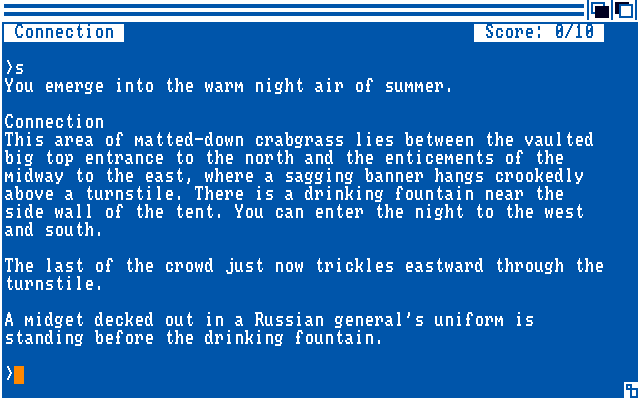 Connection
Score: 0/10
>s
You emerge into the warm night air of summer.
Connection
This area of matted-down crabgrass lies between the vaulted
big top entrance to the north and the enticements of the
midway to the east, where a sagging banner hangs crookedly
above a turnstile. There is a drinking fountain near the
side wall of the tent. You can enter the night to the west
and south.
The last of the crowd just now trickles eastward through the
turnstile.
A midget decked out in a Russian general's uniform is
standing before the drinking fountain.
>